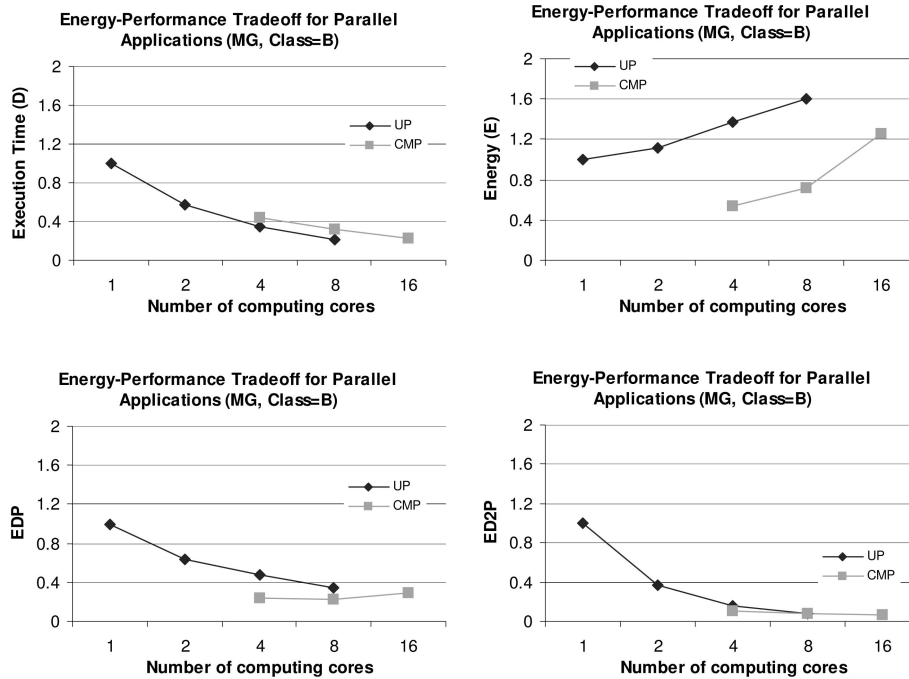 Energy-Performance Tradeoff for Parallel
Applications (MG, Class=B)
Execution Time (D)
2
1.6
1.2
0.8
0.4
0
UP
CMP
1 2 4 8 16
Number of computing cores
Energy-Performance Tradeoff for Parallel
Applications (MG, Class=B)
Energy (E)
2
1.6
1.2
0.8
0.4
0
UP
CMP
1 2 4 8 16
Number of computing cores
Energy-Performance Tradeoff for Parallel
Applications (MG, Class=B)
EDP
2
1.6
1.2
0.8
0.4
0
UP
CMP
1 2 4 8 16
Number of computing cores
Energy-Performance Tradeoff for Parallel
Applications (MG, Class=B)
ED2P
2
1.6
1.2
0.8
0.4
0
UP
CMP
1 2 4 8 16
Number of computing cores